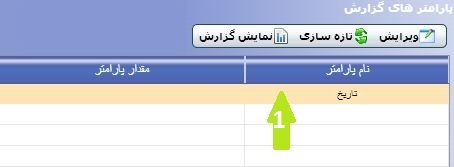 پارامتر های گزارش
ویرایش تازه سازی نمایش گزارش
نام پارامتر مقدار پارامتر
تاریخ
1